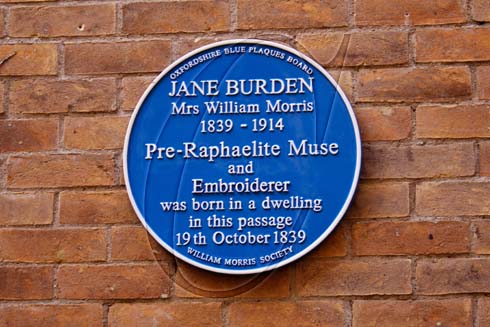 OXFORDSHIRE BLUE PLAQUES BOARD
JANE BURDEN
Mrs William Morris
1839 - 1914
Pre-Raphaelite Muse
and
Embroiderer
was born in a dwelling
in this passage
19th October 1839
WILLIAM MORRIS SOCIETY